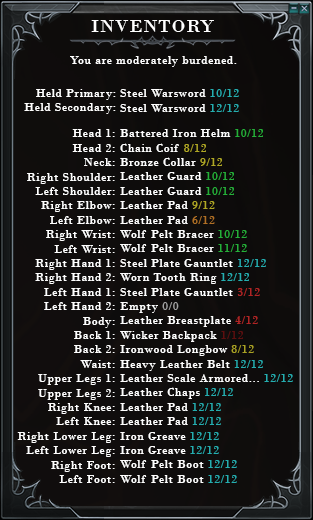 INVENTORY
You are moderately burdened.
Held Primary: Steel Warsword 10/12
Held Secondary: Steel Warsword 12/12
Head 1: Battered Iron Helm 10/12
Head 2: Chain Coif 8/12
Neck: Bronze Collar 9/12
Right Shoulder: Leather Guard 10/12
Left Shoulder: Leather Guard 10/12
Right Elbow: Leather Pad 9/12
Left Elbow: Leather Pad 6/12
Right Wrist: Wolf Pelt Bracer 10/12
Left Wrist: Wolf Pelt Bracer 11/12
Right Hand 1: Steel Plate Gauntlet 12/12
Right Hand 2: Worn Tooth Ring 12/12
Left Hand 1: Steel Plate Gauntlet 3/12
Left Hand 2: Empty 0/0
Body: Leather Breastplate 4/12
Back 1: Wicker Backpack 1/12
Back 2: Ironwood Longbow 8/12
Waist: Heavy Leather Belt 12/12
Upper Legs 1: Leather Scale Armored... 12/12
Upper Legs 2: Leather Chaps 12/12
Right Knee: Leather Pad 12/12
Left Knee: Leather Pad 12/12
Right Lower Leg: Iron Greave 12/12
Left Lower Leg: Iron Greave 12/12
Right Foot: Wolf Pelt Boot 12/12
Left Foot: Wolf Pelt Boot 12/12